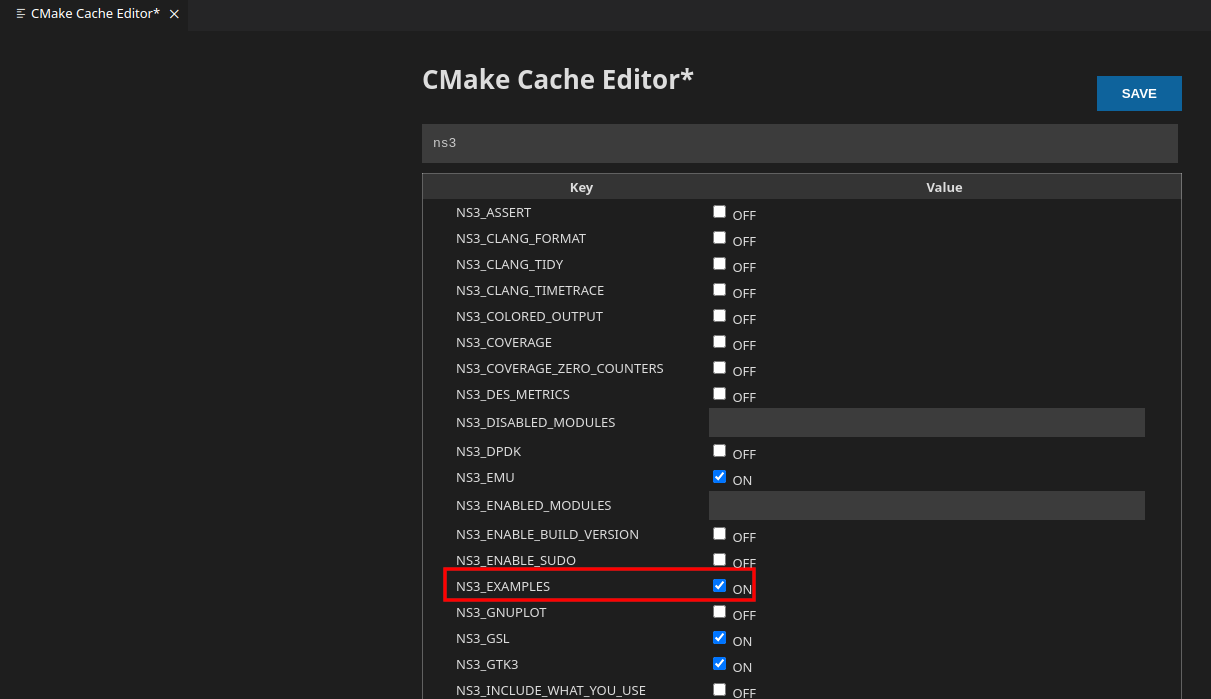 CMake Cache Editor*
CMake Cache Editor*
SAVE
ns3
Key Value
NS3_ASSERT OFF
NS3_CLANG_FORMAT OFF
NS3_CLANG_TIDY OFF
NS3_CLANG_TIMETRACE OFF
NS3_COLORED_OUTPUT OFF
NS3_COVERAGE OFF
NS3_COVERAGE_ZERO_COUNTERS OFF
NS3_DES_METRICS OFF
NS3_DISABLED_MODULES
NS3_DPDK OFF
NS3_EMU ON
NS3_ENABLED_MODULES
NS3_ENABLE_BUILD_VERSION OFF
NS3_ENABLE_SUDO OFF
NS3_EXAMPLES ON
NS3_GNUPLOT OFF
NS3_GSL ON
NS3_GTK3 ON
NS3_INCLUDE_WHAT_YOU_USE OFF